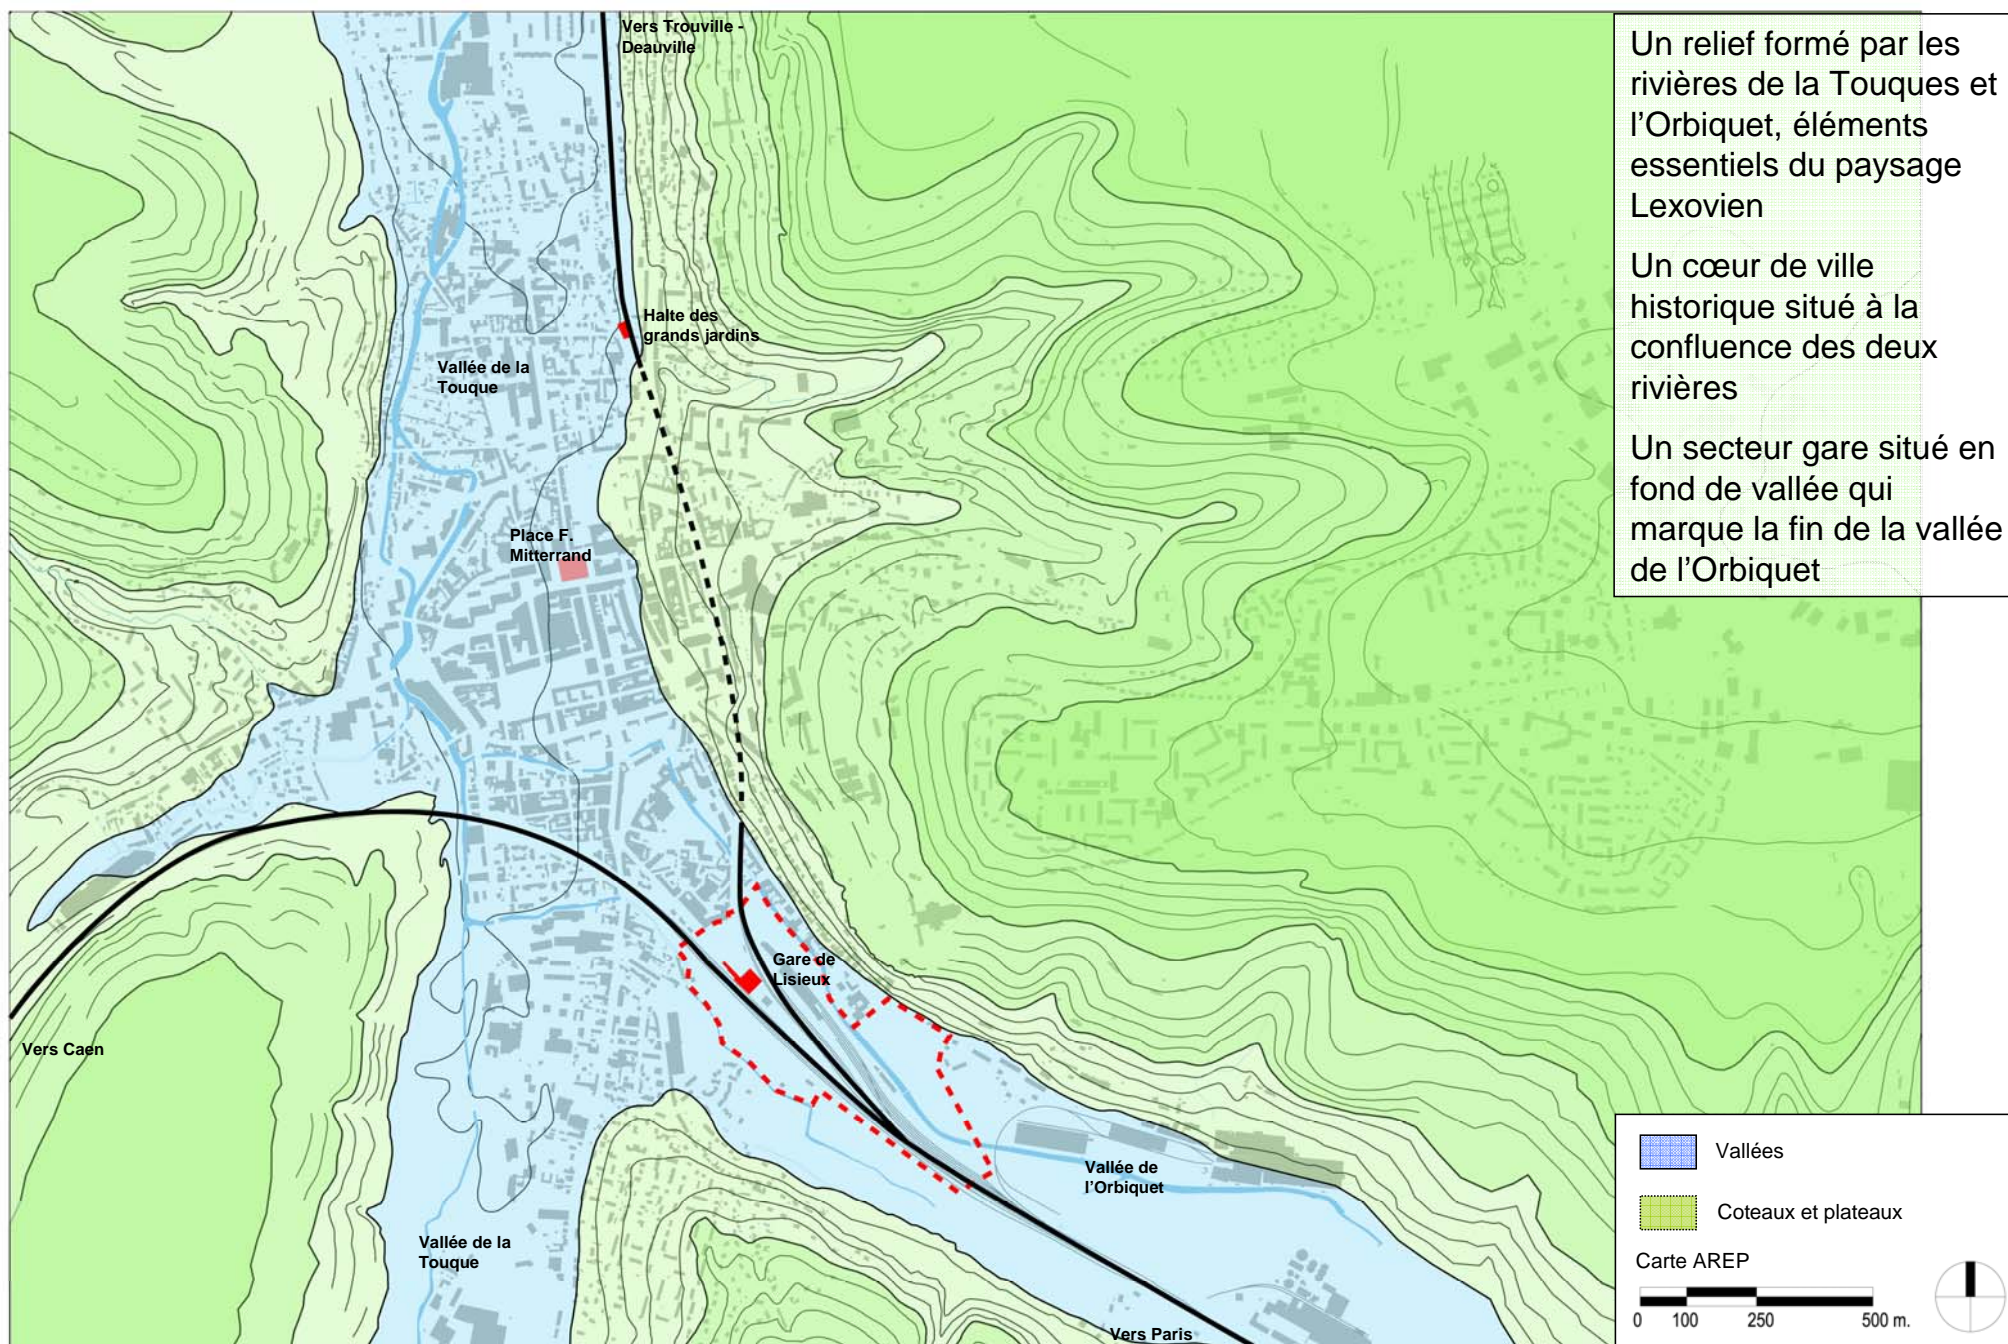 Vers Trouville -
Deauville
Un relief formé par les
rivières de la Touques et
l'Orbiquet, éléments
essentiels du paysage
Lexovien
Un cœur de ville
historique situé à la
confluence des deux
rivières
Un secteur gare situé en
fond de vallée qui
marque la fin de la vallée
de l'Orbiquet
Halte des
grands jardins
Vallée de la
Touque
Place F.
Mitterrand
Gare de
Lisieux
Vers Caen
Vallée de
l'Orbiquet
Vallée de la
Touque
Vers Paris
Vallées
Coteaux et plateaux
Carte AREP
0 100 250 500 m.